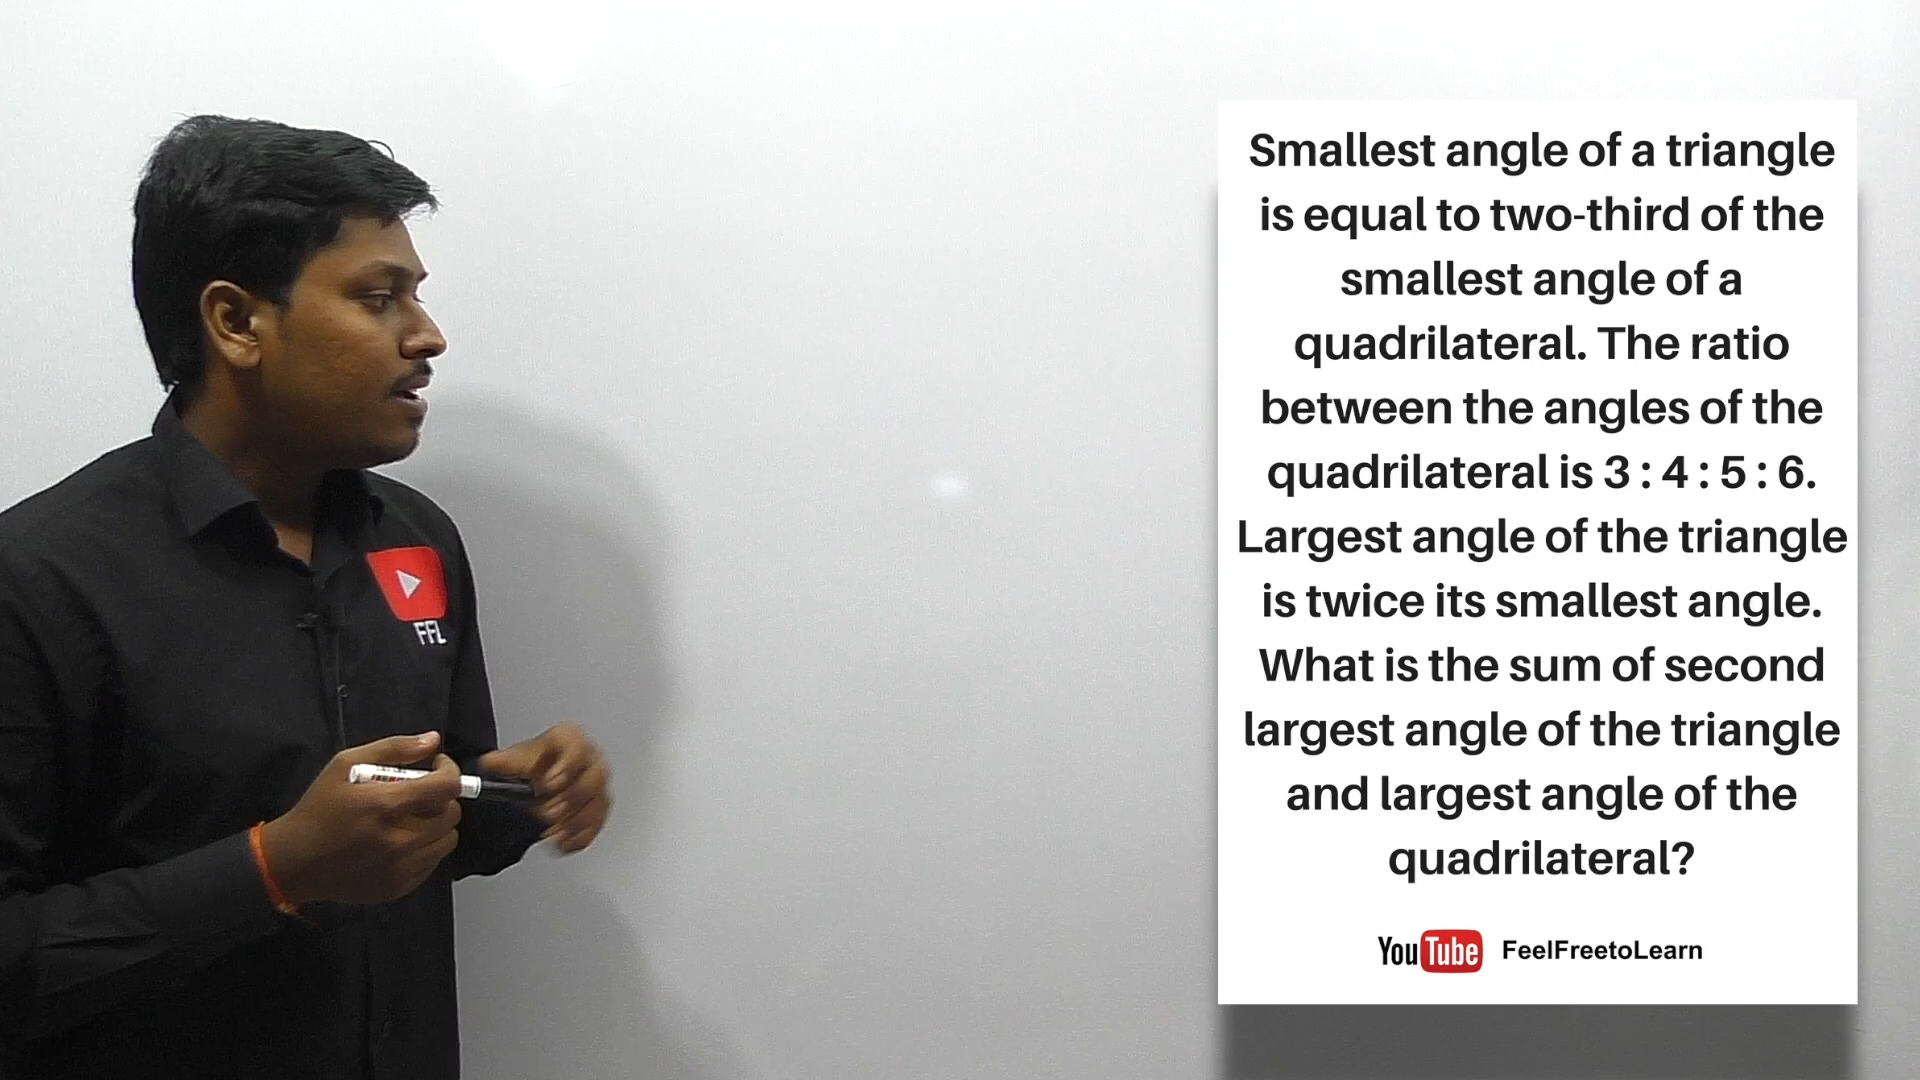 Smallest angle of a triangle
is equal to two-third of the
smallest angle of a
quadrilateral. The ratio
between the angles of the
quadrilateral is 3 : 4 : 5 : 6.
Largest angle of the triangle
is twice its smallest angle.
What is the sum of second
largest angle of the triangle
and largest angle of the
quadrilateral?
YouTube FeelFreetoLearn
FFL